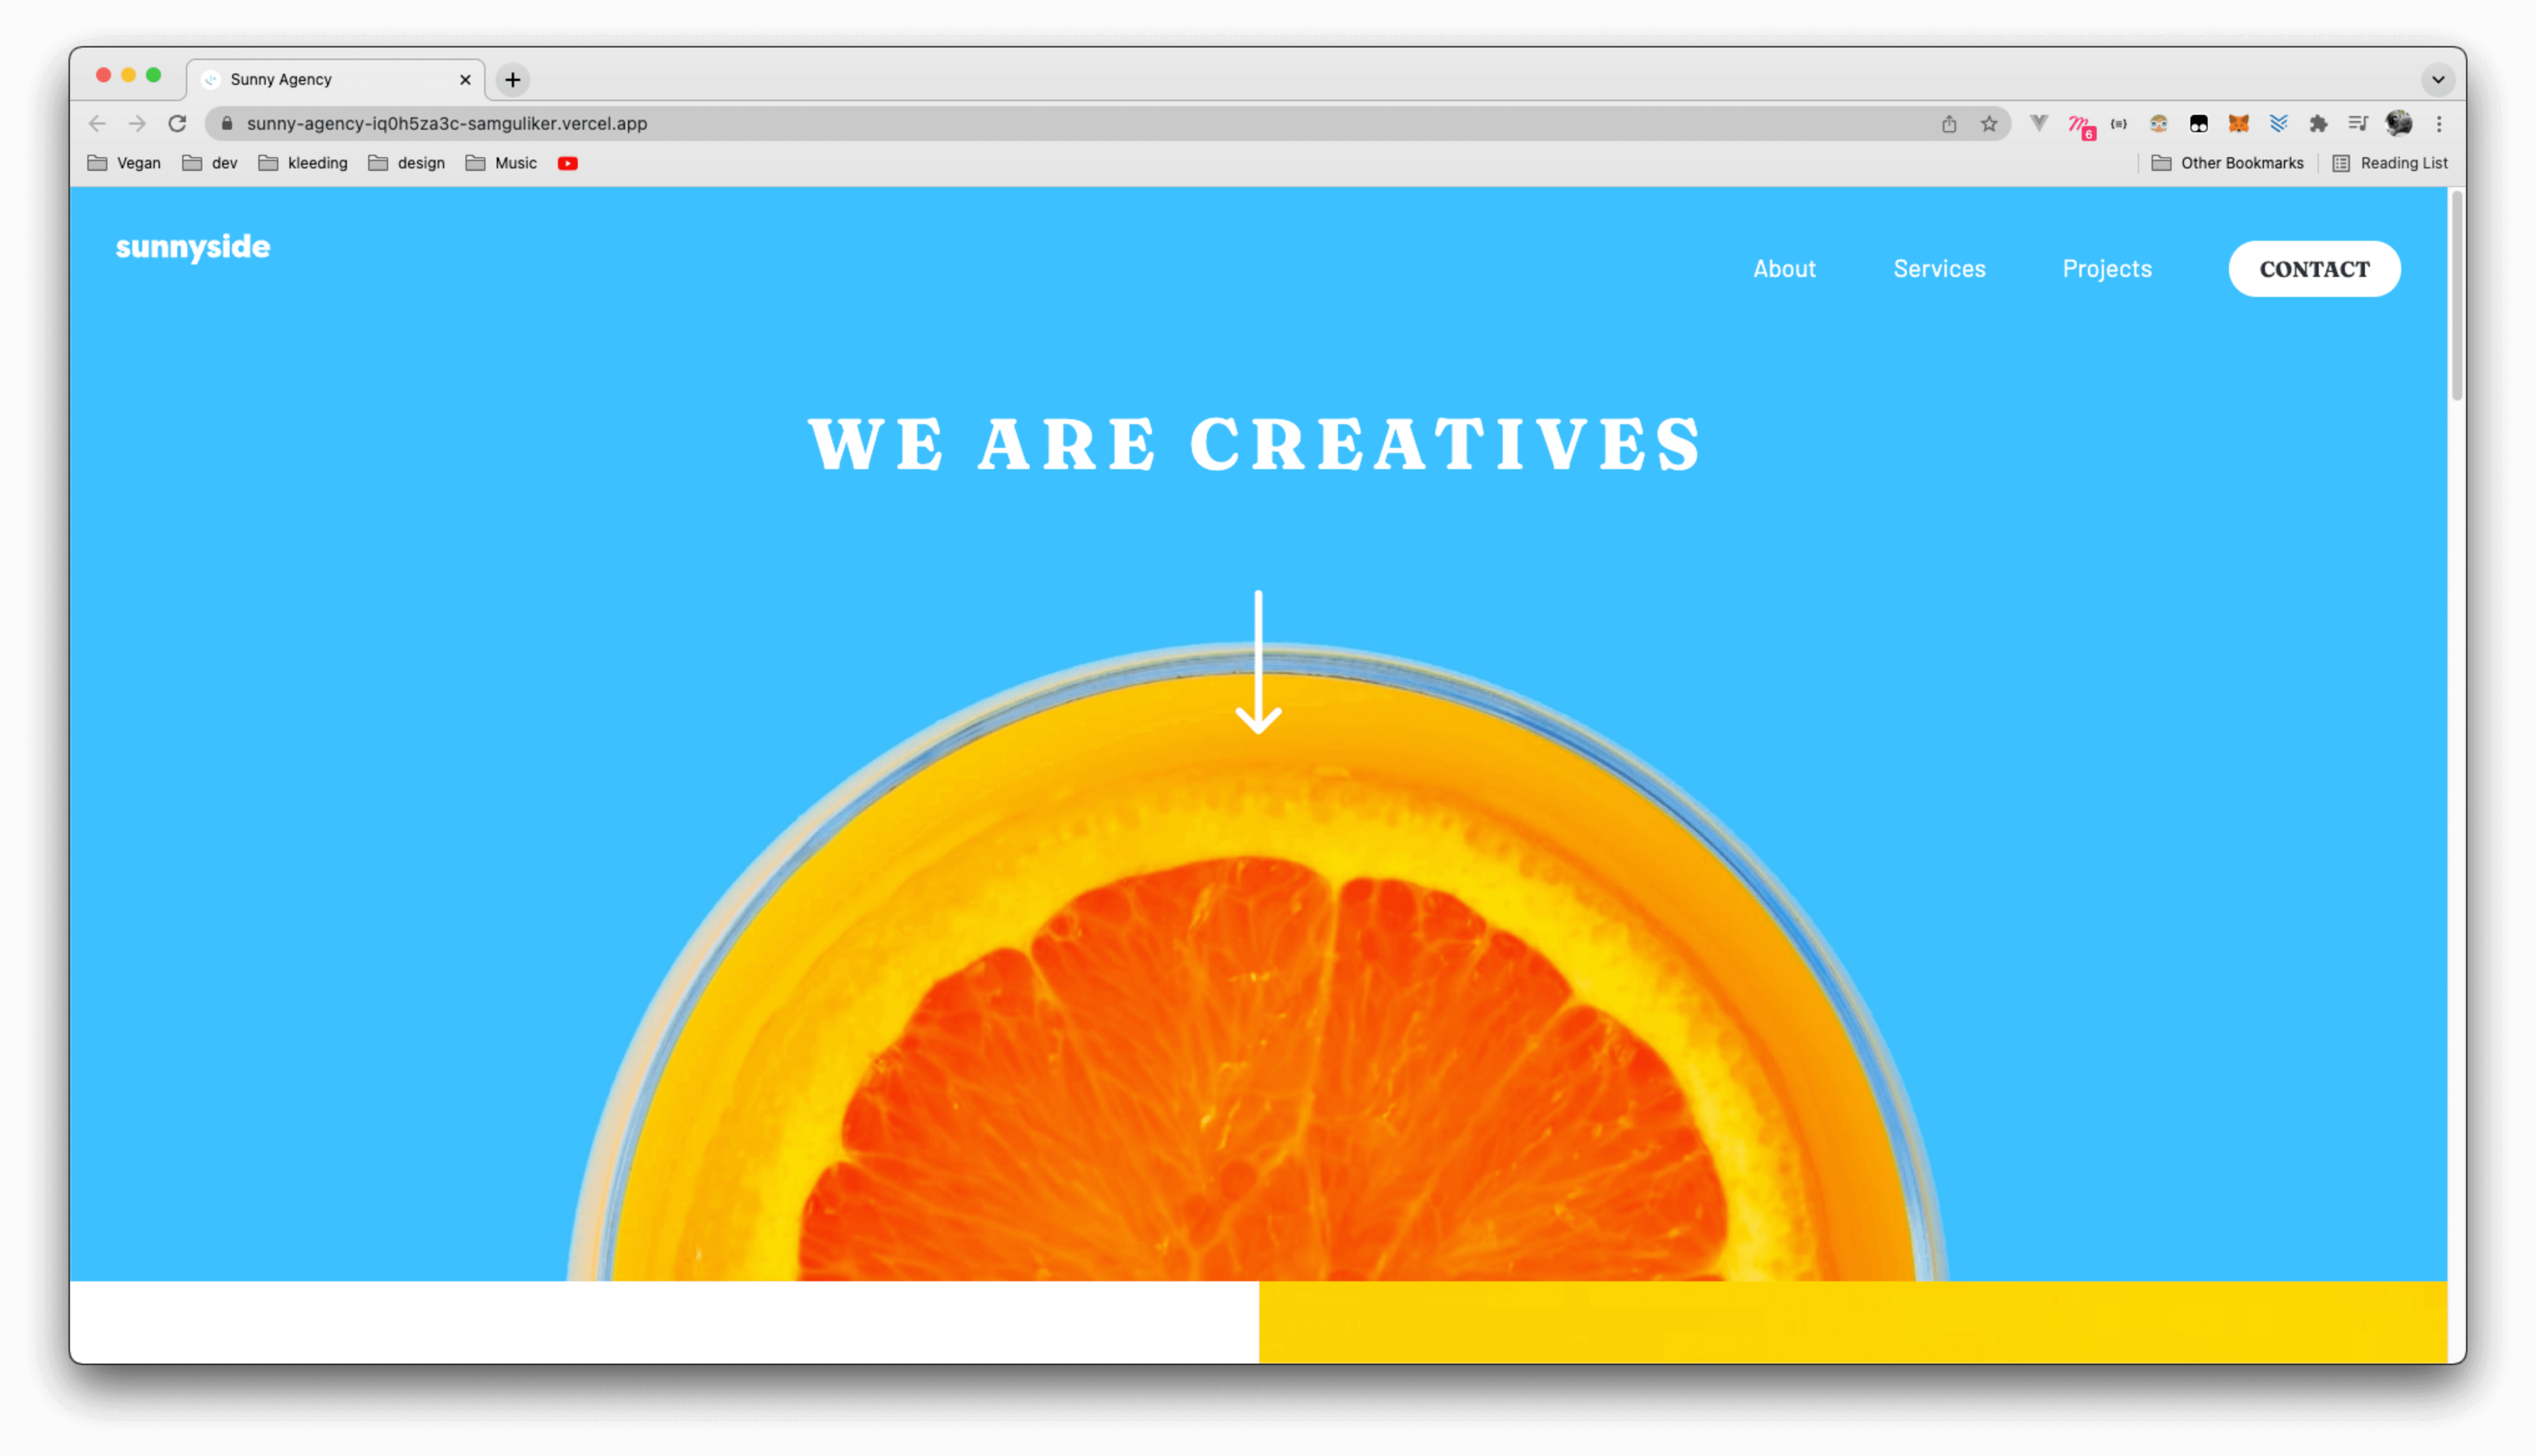 Sunny Agency
sunny-agency-iq0h5za3c-samguliker.vercel.app
6
Vegan dev kleeding design Music Other Bookmarks Reading List
sunnyside
About Services Projects CONTACT
WE ARE CREATIVES